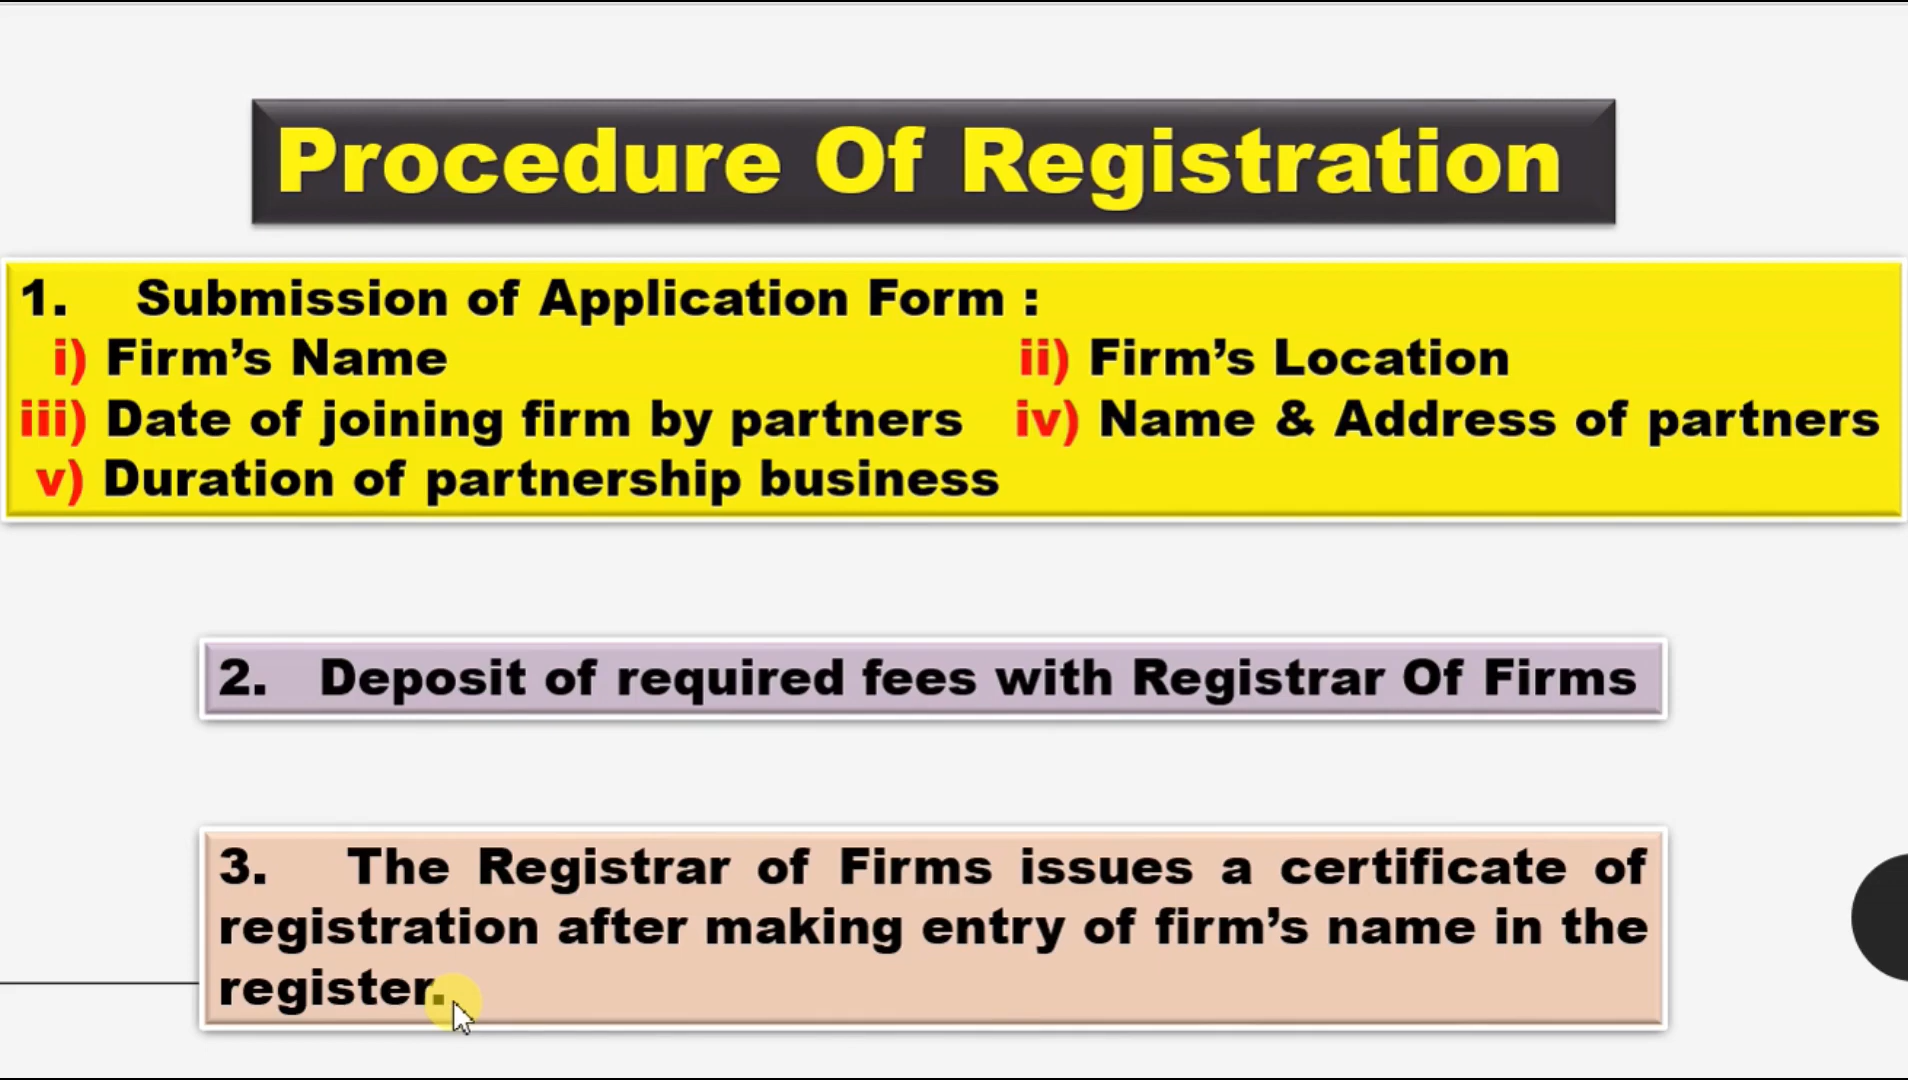 Procedure Of Registration
1. Submission of Application Form :
i) Firm’s Name ii) Firm’s Location
iii) Date of joining firm by partners iv) Name & Address of partners
v) Duration of partnership business
2. Deposit of required fees with Registrar Of Firms
3. The Registrar of Firms issues a certificate of
registration after making entry of firm’s name in the
register.